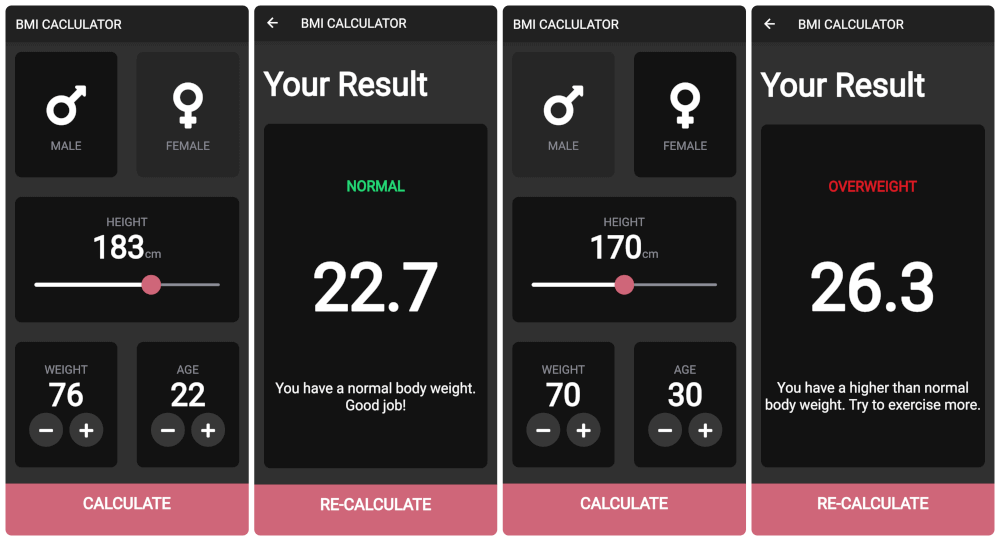 BMI CACLULATOR
MALE
FEMALE
HEIGHT
183cm
WEIGHT
76
AGE
22
CALCULATE
BMI CALCULATOR
Your Result
NORMAL
22.7
You have a normal body weight.
Good job!
RE-CALCULATE
BMI CACLULATOR
MALE
FEMALE
HEIGHT
170cm
WEIGHT
70
AGE
30
CALCULATE
BMI CALCULATOR
Your Result
OVERWEIGHT
26.3
You have a higher than normal
body weight. Try to exercise more.
RE-CALCULATE